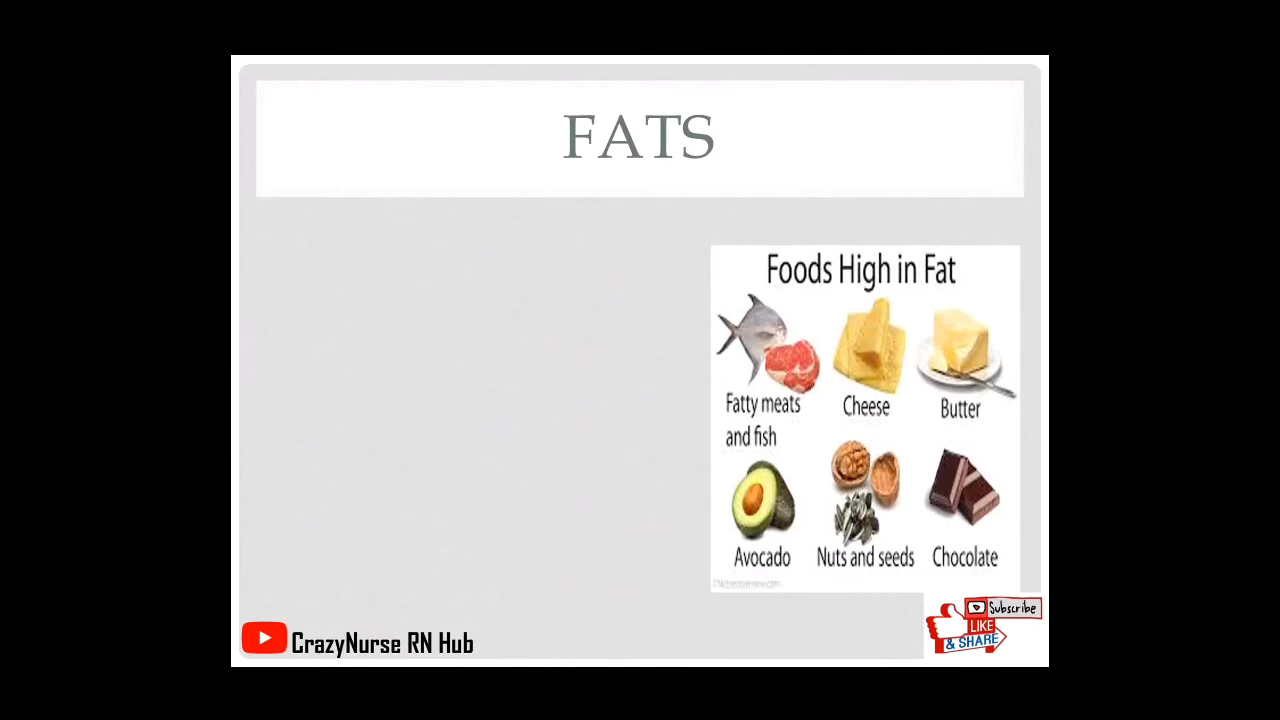 FATS
Foods High in Fat
Fatty meats
and fish
Cheese
Butter
Avocado
Nuts and seeds
Chocolate
Subscribe
LIKE
& SHARE
CrazyNurse RN Hub